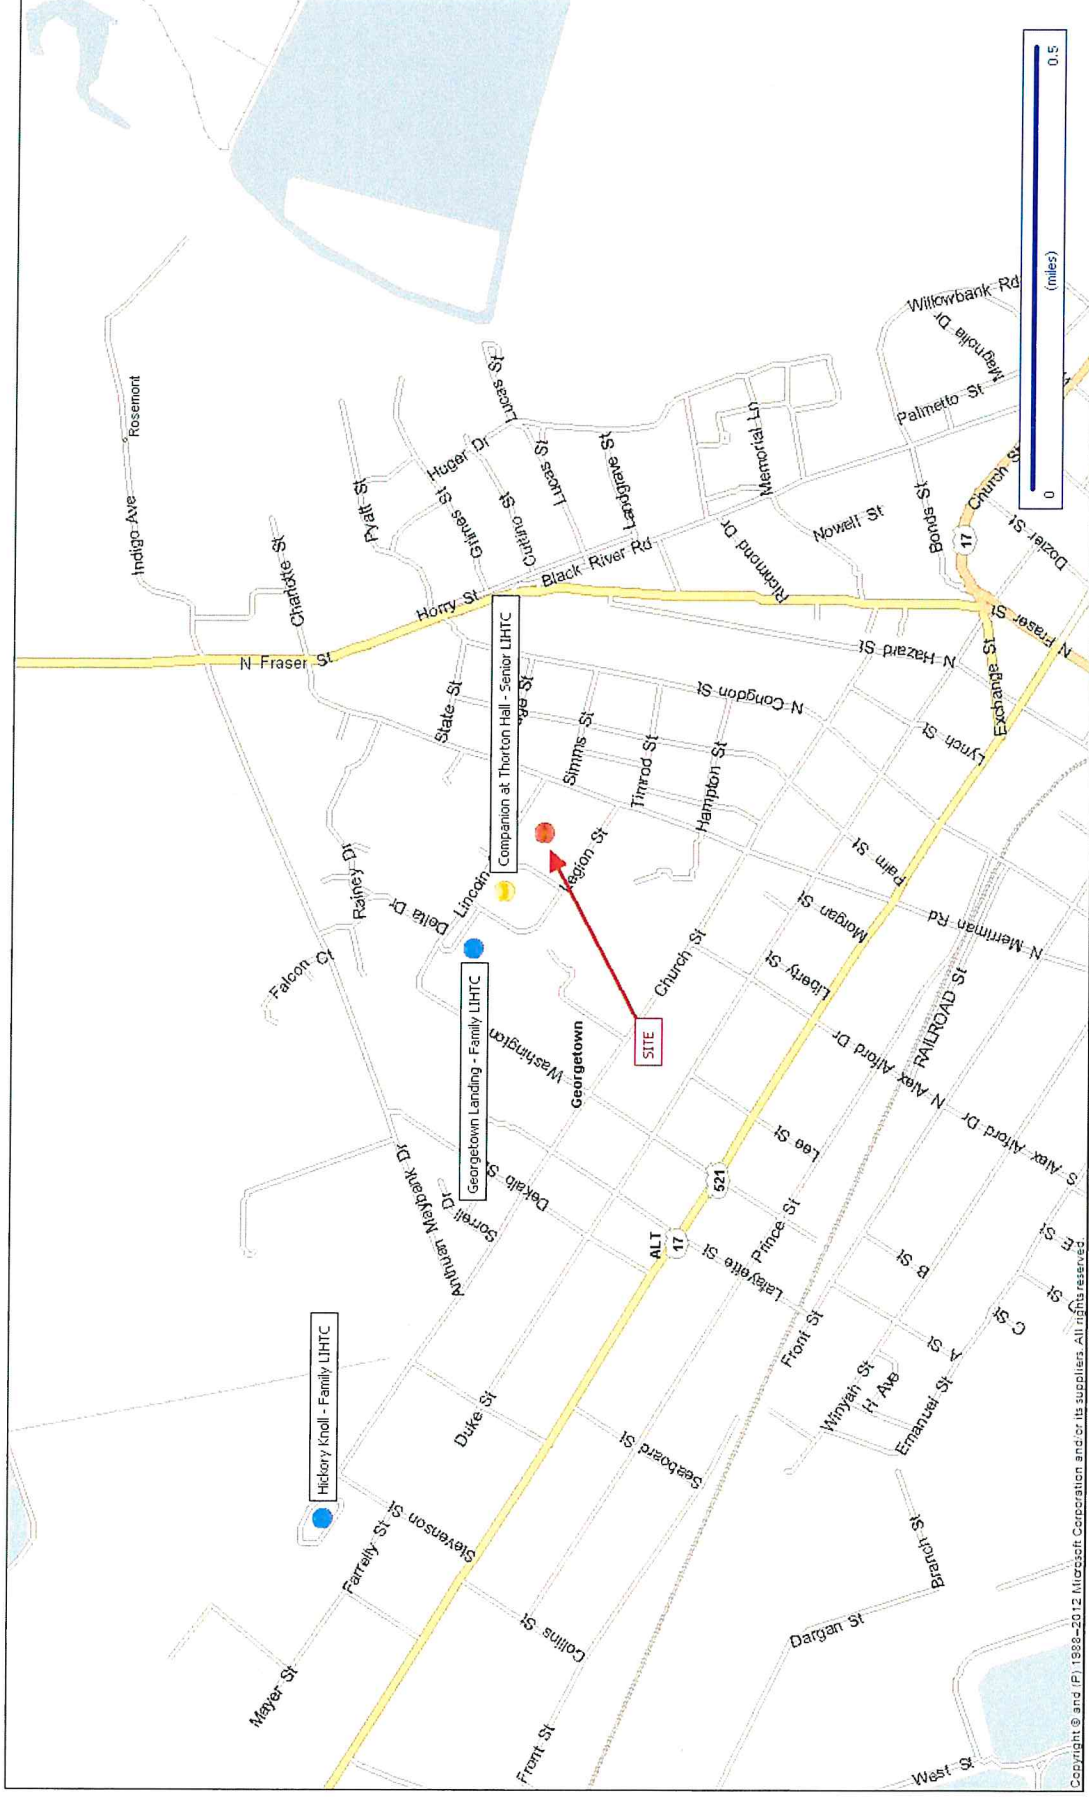 Indigo Ave
Rosemont
Charlotte St
Pyatt St
Huger Dr
Grimes St
Cuttino St
Lucas St
Lucas St
Landgrave St
Horry St
Black River Rd
N Fraser St
Memorial Ln
Richmond Dr
Nowell St
Willowbank Rd
Magnolia Dr
Palmetto St
Bonds St
17
Church St
Dozier St
N Fraser St
Exchange St
N Hazard St
Lynch St
N Congdon St
State St
Simms St
Timrod St
Hampton St
Companion at Thorton Hall - Senior LIHTC
Legion St
Lincoln
Delta Dr
Rainey Dr
Falcon Ct
Georgetown Landing - Family LIHTC
Washington
Georgetown
SITE
Church St
Palm St
Morgan St
Liberty St
N Merriman Rd
RAILROAD St
N Alex Alford Dr
S Alex Alford Dr
Lee St
521
ALT
17
Anthuan Maybank Dr
Sorrell Dr
Dekalb St
Lafayette St
Prince St
Front St
B St
A St
C St
E St
Winyah St
H Ave
Emanuel St
Hickory Knoll - Family LIHTC
Duke St
Seaboard St
Stevenson St
Farrelly St
Mayer St
Collins St
Front St
Branch St
Dargan St
West St
0
(miles)
0.5
Copyright © and (P) 1988–2012 Microsoft Corporation and/or its suppliers. All rights reserved.